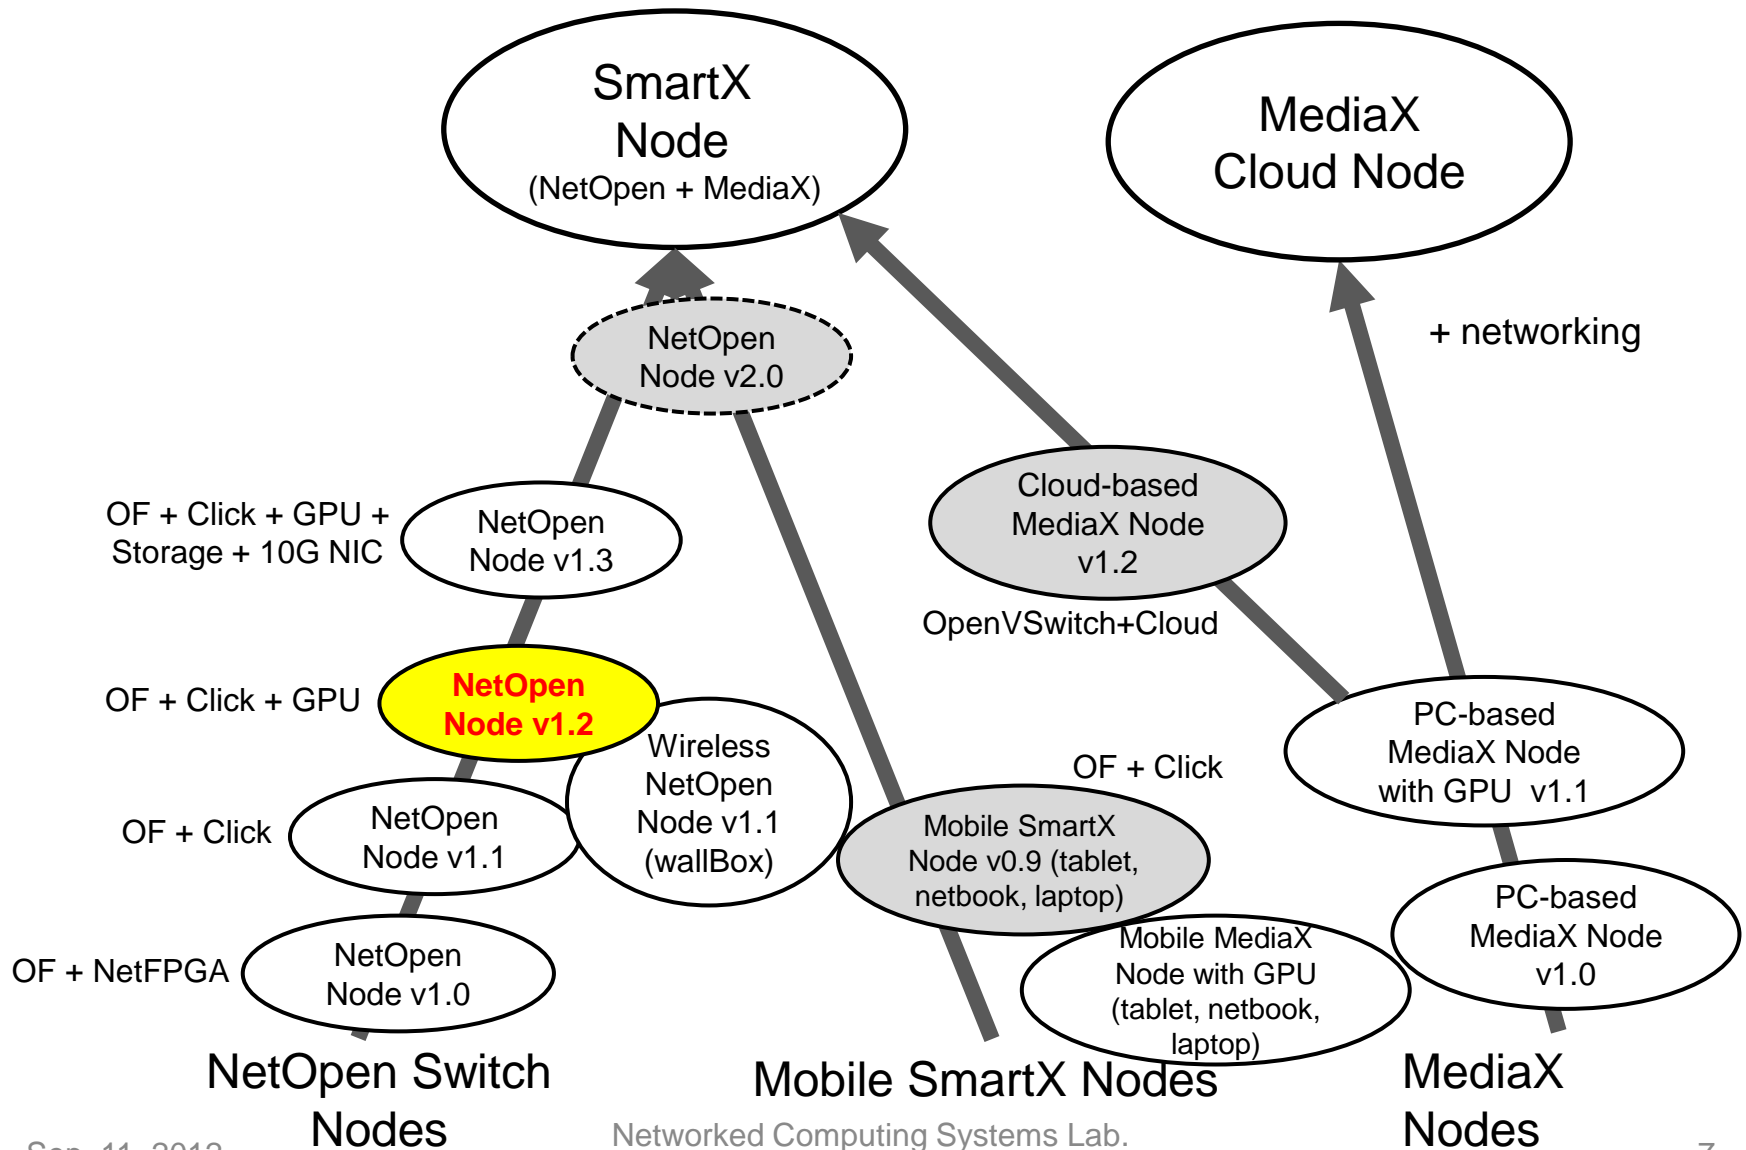 SmartX
Node
(NetOpen + MediaX)
MediaX
Cloud Node
+ networking
NetOpen
Node v2.0
Cloud-based
MediaX Node
v1.2
OpenVSwitch+Cloud
OF + Click + GPU +
Storage + 10G NIC
NetOpen
Node v1.3
OF + Click + GPU
NetOpen
Node v1.2
Wireless
NetOpen
Node v1.1
(wallBox)
OF + Click
PC-based
MediaX Node
with GPU  v1.1
OF + Click
NetOpen
Node v1.1
Mobile SmartX
Node v0.9 (tablet,
netbook, laptop)
PC-based
MediaX Node
v1.0
OF + NetFPGA
NetOpen
Node v1.0
Mobile MediaX
Node with GPU
(tablet, netbook,
laptop)
NetOpen Switch
Nodes
Mobile SmartX Nodes
MediaX
Nodes
Sep. 11, 2012
Networked Computing Systems Lab.
7